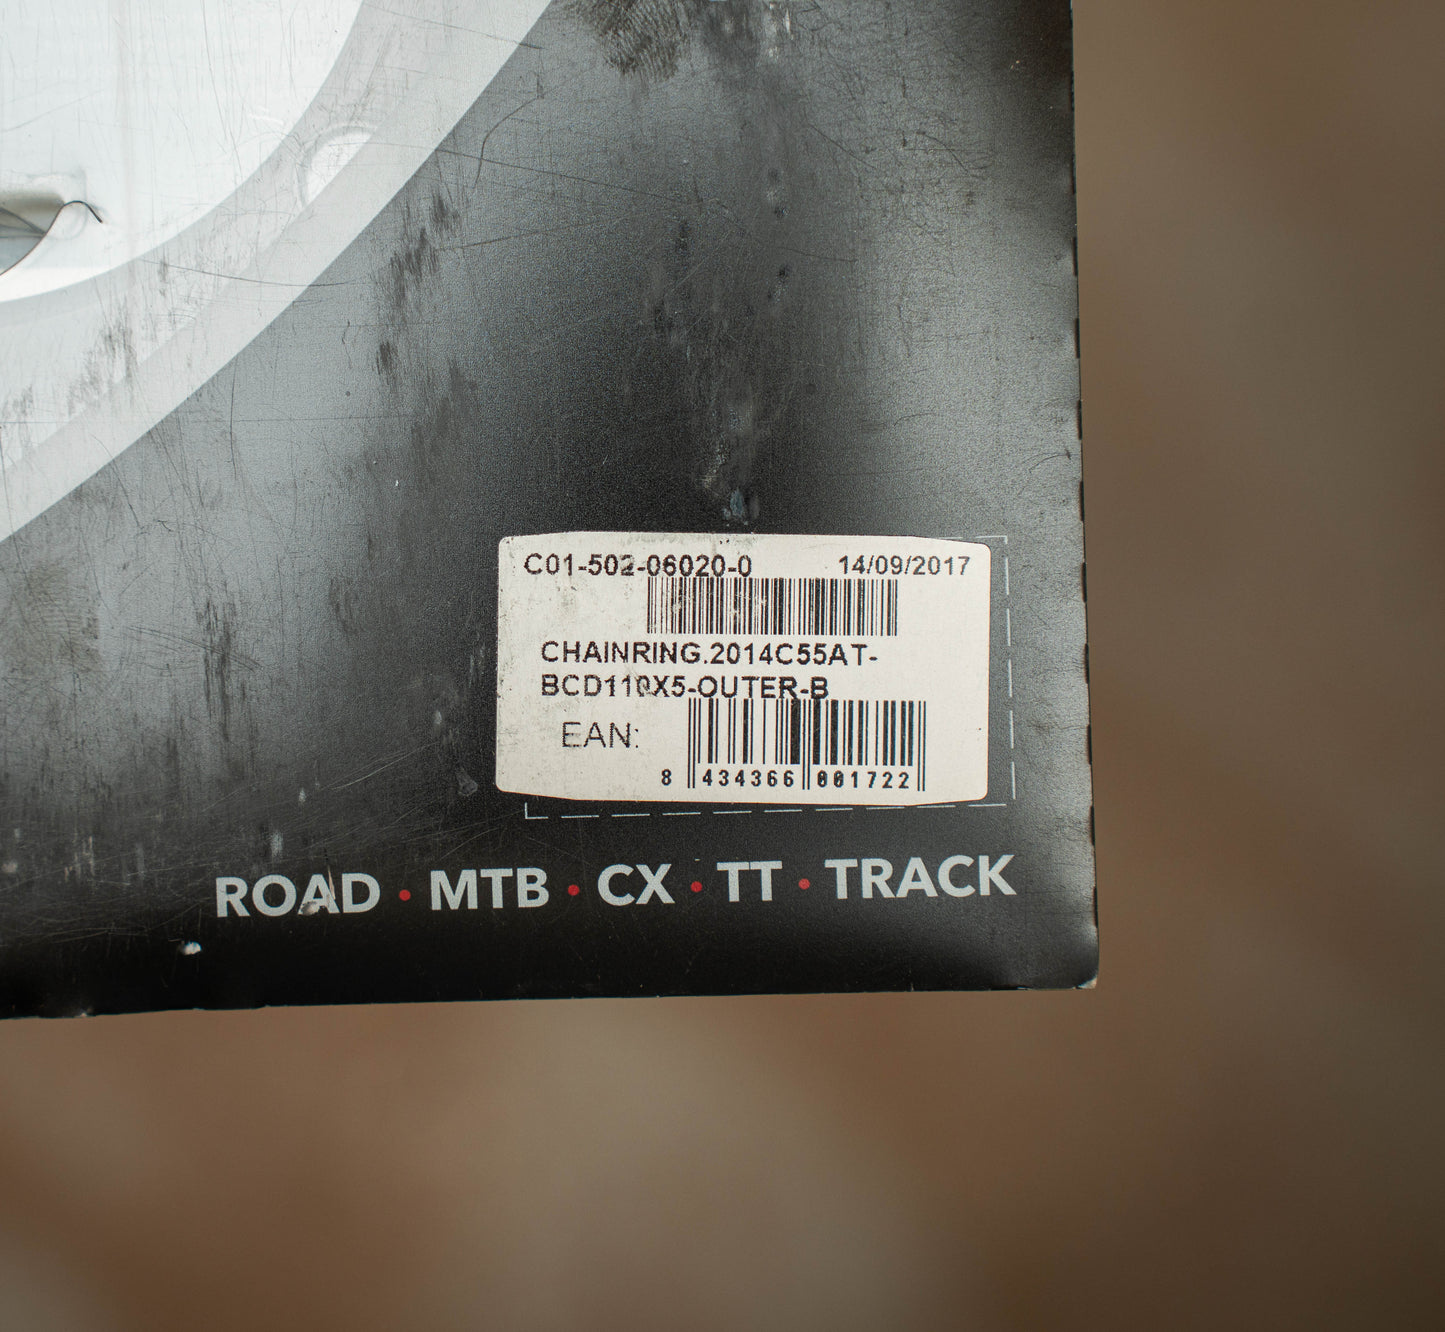 C01-502-06020-0 14/09/2017
CHAINRING.2014C55AT-
BCD110X5-OUTER-B
EAN:
8 434366 001722
ROAD • MTB • CX • TT • TRACK